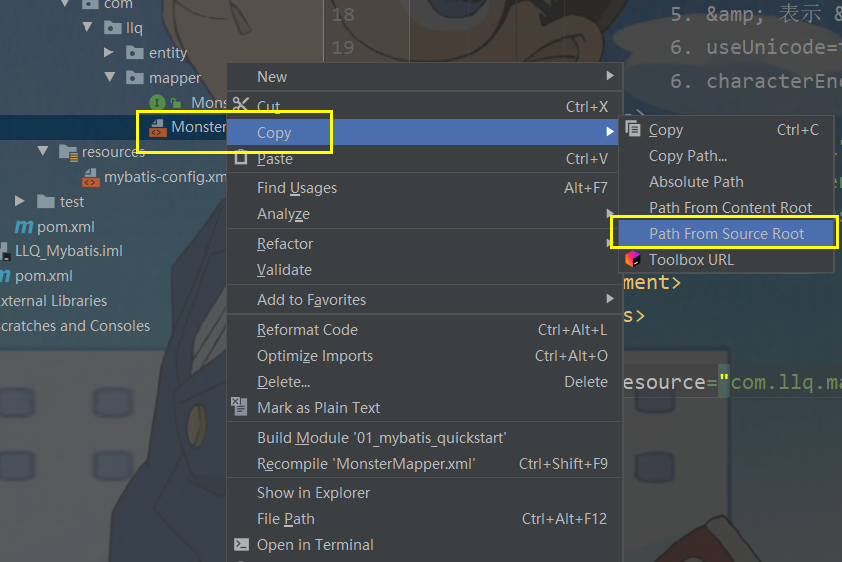 com
llq
entity
mapper
Mons
Monster
resources
mybatis-config.xm
test
pom.xml
LLQ_Mybatis.iml
pom.xml
xternal Libraries
cratches and Consoles
18
19
5. &amp; 表示 &
6. useUnicode=t
6. characterEnc
New
Cut Ctrl+X
Copy
Paste Ctrl+V
Find Usages Alt+F7
Analyze
Refactor
Validate
Add to Favorites
Reformat Code Ctrl+Alt+L
Optimize Imports Ctrl+Alt+O
Delete... Delete
Mark as Plain Text
Build Module '01_mybatis_quickstart'
Recompile 'MonsterMapper.xml' Ctrl+Shift+F9
Show in Explorer
File Path Ctrl+Alt+F12
Open in Terminal
Copy Ctrl+C
Copy Path...
Absolute Path
Path From Content Root
Path From Source Root
Toolbox URL
ment>
s>
esource="com.llq.ma